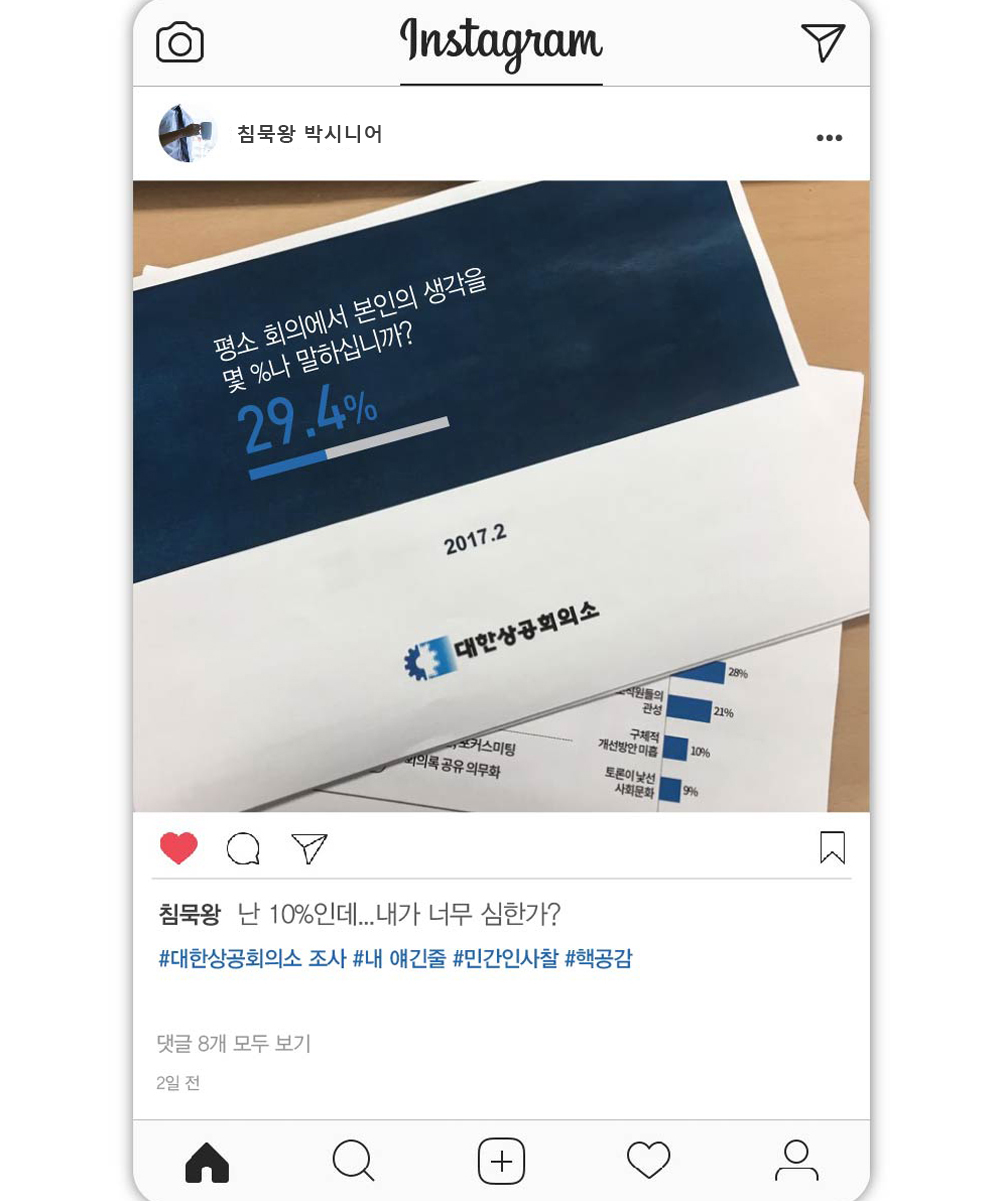 Instagram
침묵왕 박시니어
평소 회의에서 본인의 생각을
몇 %나 말하십니까?
29.4%
2017.2
대한상공회의소
28%
관성
21%
구체적
개선방안 미흡
10%
토론이 낯선
사회문화
9%
포커스미팅
회의록 공유 의무화
침묵왕 난 10%인데...내가 너무 심한가?
#대한상공회의소 조사 #내 얘긴줄 #민간인사찰 #핵공감
댓글 8개 모두 보기
2일 전